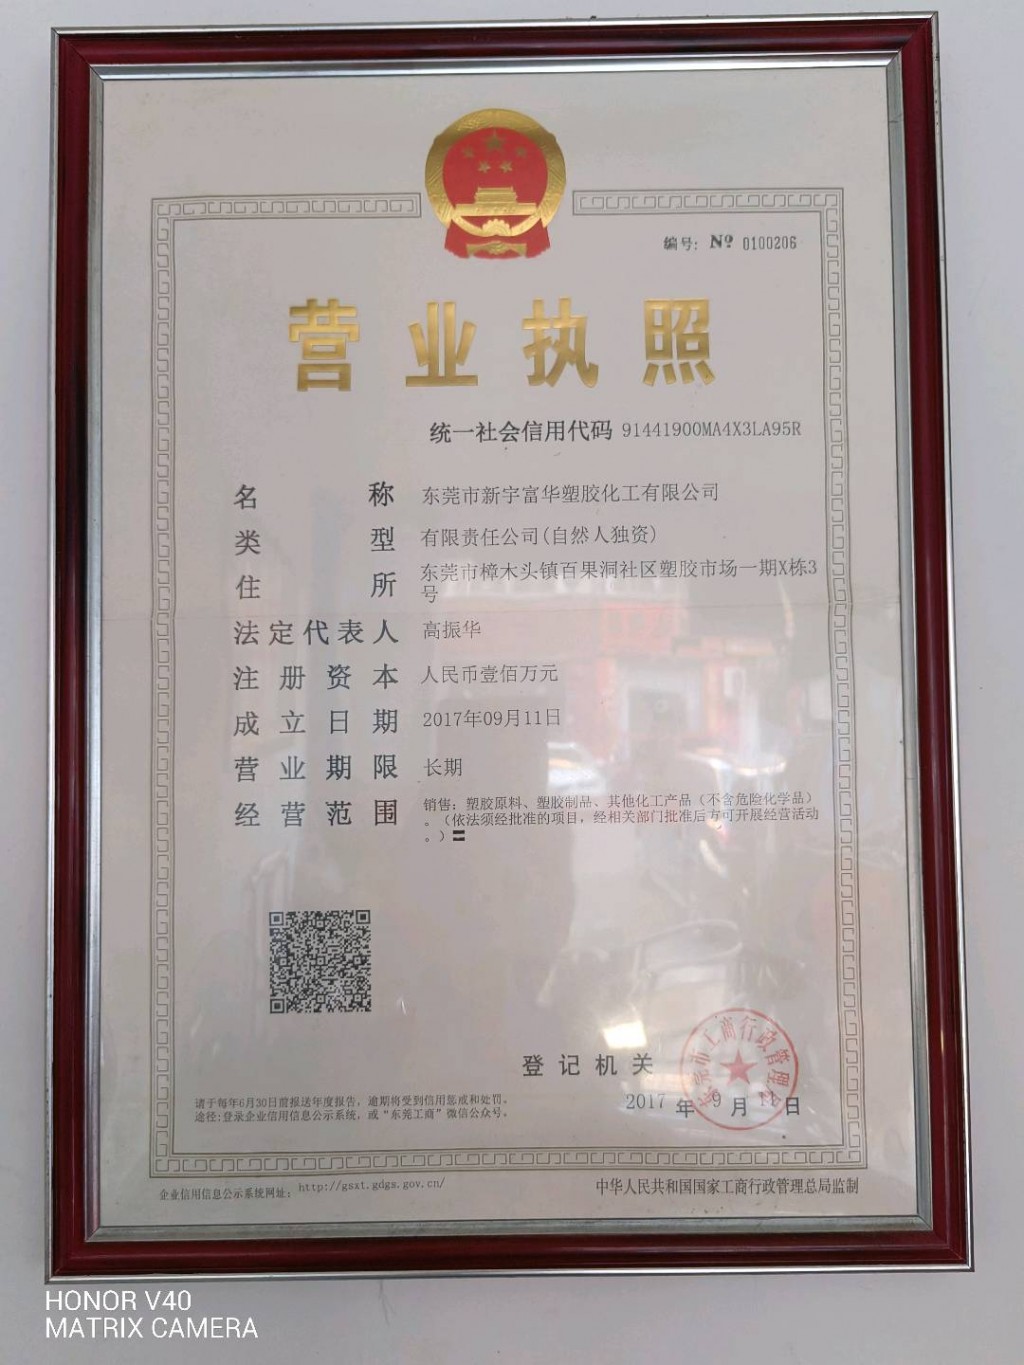 编号: Nº 0100206
营业执照
统一社会信用代码 91441900MA4X3LA95R
名称 东莞市新宇富华塑胶化工有限公司
类型 有限责任公司(自然人独资)
住所 东莞市樟木头镇百果洞社区塑胶市场一期X栋3
号
法定代表人 高振华
注册资本 人民币壹佰万元
成立日期 2017年09月11日
营业期限 长期
经营范围 销售：塑胶原料、塑胶制品、其他化工产品（不含危险化学品）
。（依法须经批准的项目，经相关部门批准后方可开展经营活动
。）〓
登记机关
东莞市工商行政管理局
2017 年 9 月 11 日
请于每年6月30日前报送年度报告，逾期将受到信用惩戒和处罚。
途径:登录企业信用信息公示系统，或“东莞工商”微信公众号。
企业信用信息公示系统网址: http://gsxt.gdgs.gov.cn/
中华人民共和国国家工商行政管理总局监制
HONOR V40
MATRIX CAMERA